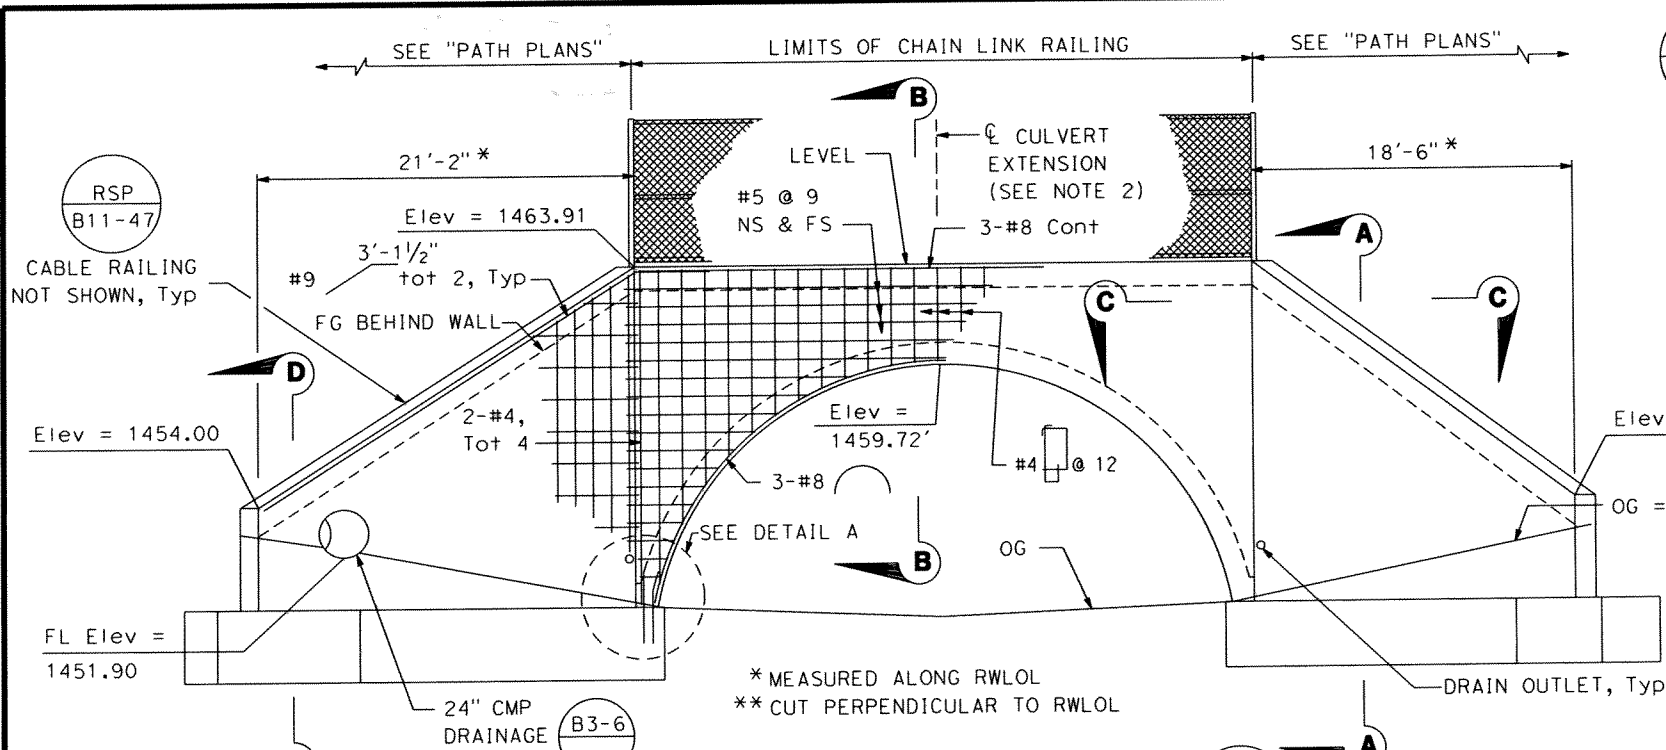 SEE "PATH PLANS"
LIMITS OF CHAIN LINK RAILING
SEE "PATH PLANS"
B
℄ CULVERT
EXTENSION
(SEE NOTE 2)
LEVEL
21'-2" *
18'-6" *
RSP
B11-47
#5 @ 9
NS & FS
3-#8 Cont
Elev = 1463.91
A
CABLE RAILING
NOT SHOWN, Typ
#9
3'-1½"
tot 2, Typ
C
C
FG BEHIND WALL
D
2-#4,
Tot 4
Elev =
1459.72'
Elev = 1454.00
Elev
#4 @ 12
3-#8
OG =
SEE DETAIL A
OG
B
FL Elev =
1451.90
* MEASURED ALONG RWLOL
** CUT PERPENDICULAR TO RWLOL
DRAIN OUTLET, Typ
24" CMP
DRAINAGE
B3-6
A